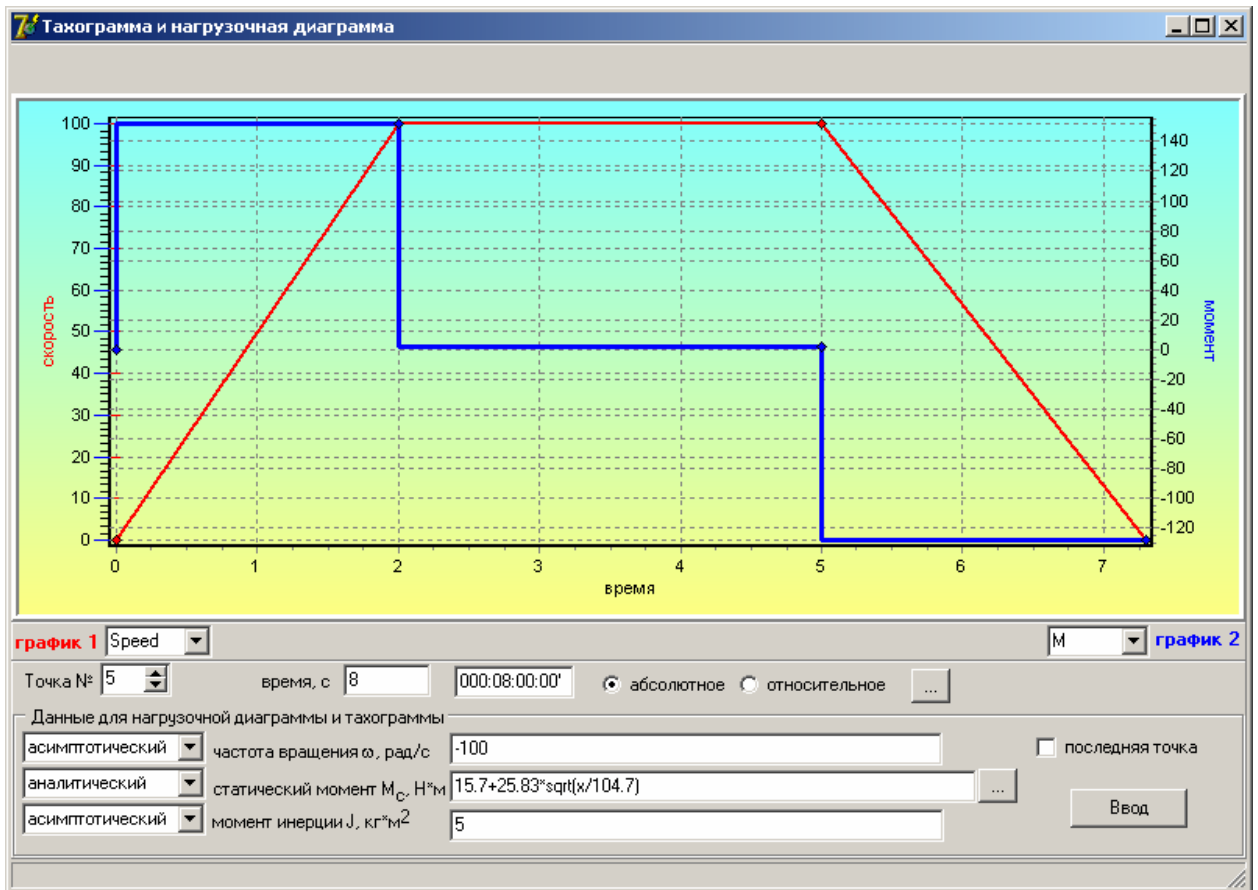 Тахограмма и нагрузочная диаграмма
100
90
80
70
60
50
40
30
20
10
0
скорость
140
120
100
80
60
40
20
0
-20
-40
-60
-80
-100
-120
момент
0 1 2 3 4 5 6 7
время
график 1 Speed M график 2
Точка № 5 время, с 8 000:08:00:00' абсолютное относительное ...
Данные для нагрузочной диаграммы и тахограммы
асимптотический частота вращения ω, рад/с -100 последняя точка
аналитический статический момент Mc, Н*м 15.7+25.83*sqrt(x/104.7) ...
асимптотический момент инерции J, кг*м2 5 Ввод